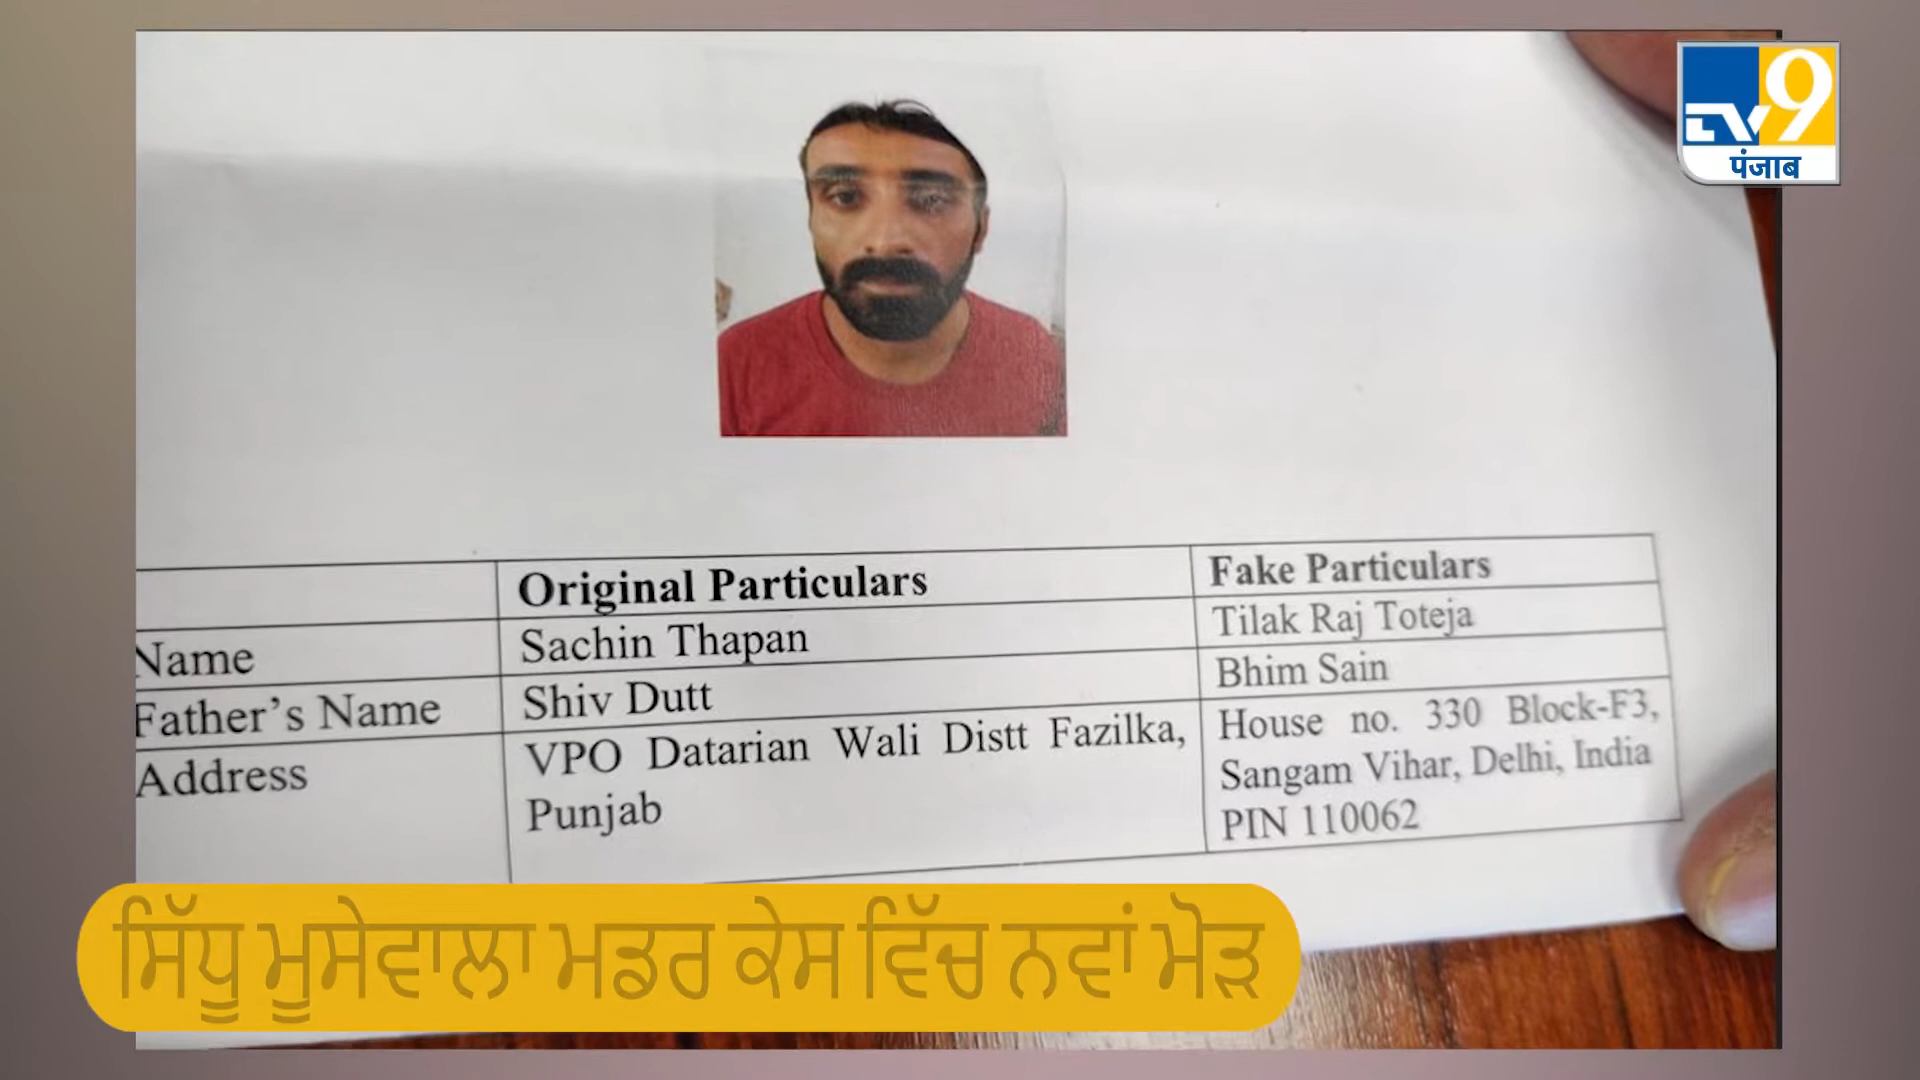 TV9
ਪੰਜਾਬ
Original Particulars Fake Particulars
Name Sachin Thapan Tilak Raj Toteja
Father's Name Shiv Dutt Bhim Sain
Address VPO Datarian Wali Distt Fazilka, Punjab House no. 330 Block-F3,
Sangam Vihar, Delhi, India
PIN 110062
ਸਿੱਧੂ ਮੂਸੇਵਾਲਾ ਮਡਰ ਕੇਸ ਵਿੱਚ ਨਵਾਂ ਮੋੜ